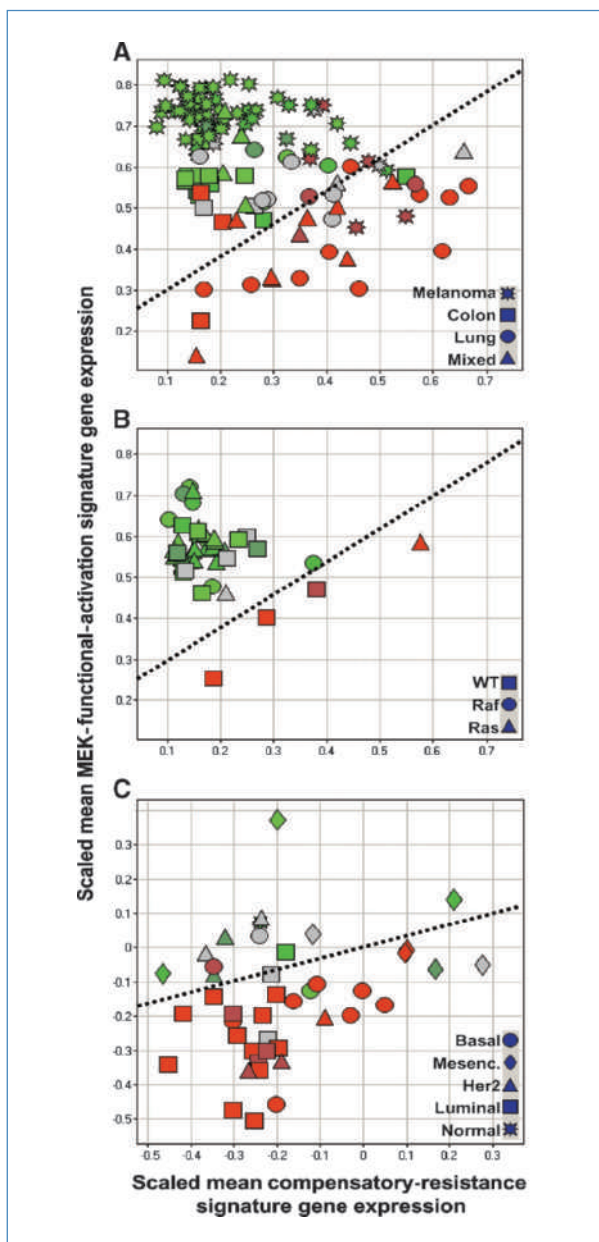 A
0.8
0.7
0.6
0.5
0.4
0.3
0.2
Melanoma
Colon
Lung
Mixed
0.1 0.2 0.3 0.4 0.5 0.6 0.7
Scaled mean MEK-functional-activation signature gene expression
B
0.8
0.7
0.6
0.5
0.4
0.3
0.2
WT
Raf
Ras
0.1 0.2 0.3 0.4 0.5 0.6 0.7
C
0.3
0.2
0.1
0
-0.1
-0.2
-0.3
-0.4
-0.5
Basal
Mesenc.
Her2
Luminal
Normal
-0.5 -0.4 -0.3 -0.2 -0.1 0 0.1 0.2 0.3
Scaled mean compensatory-resistance
signature gene expression